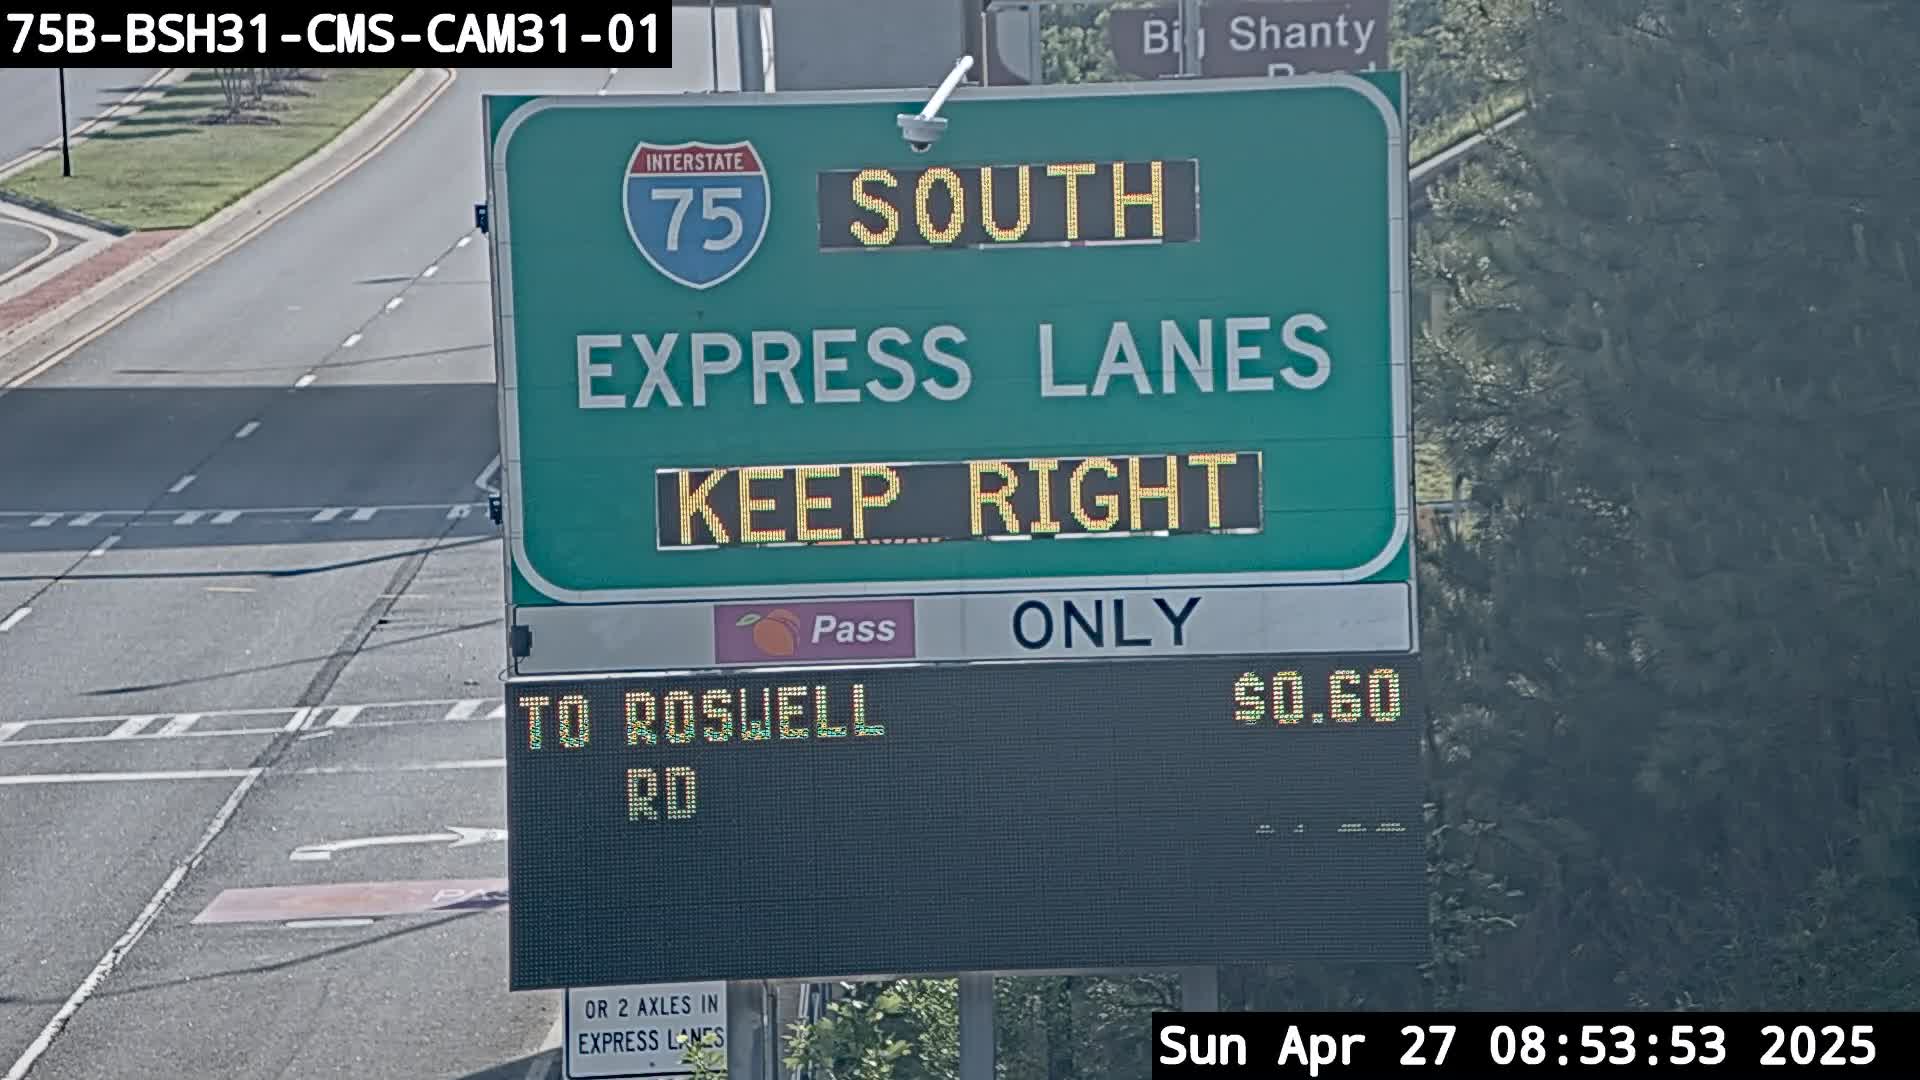 75B-BSH31-CMS-CAM31-01
Big Shanty
Road
INTERSTATE
75
SOUTH
EXPRESS LANES
KEEP RIGHT
Pass ONLY
TO ROSWELL $0.60
RD
OR 2 AXLES IN
EXPRESS LANES
Sun Apr 27 08:53:53 2025